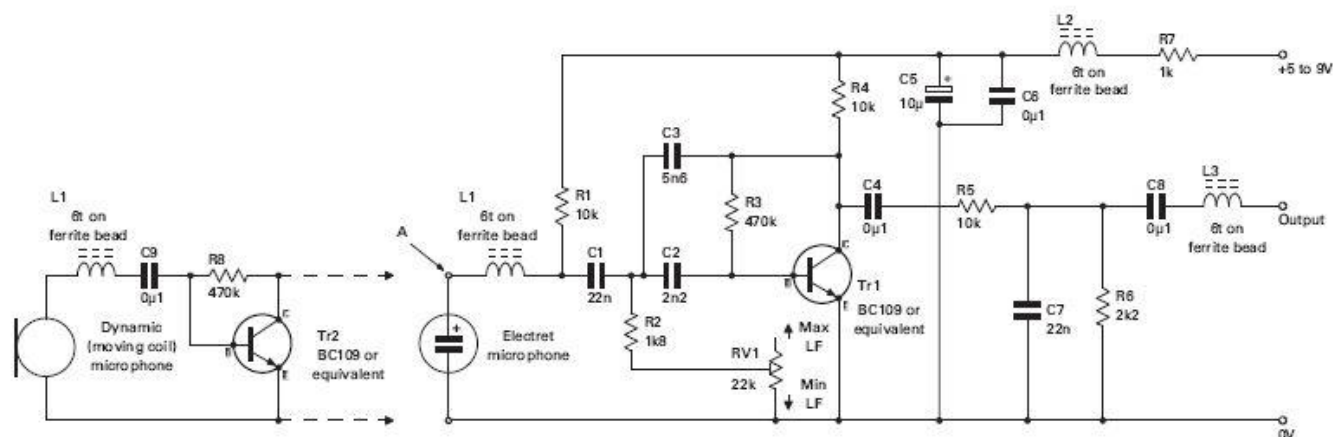 L2
6t on
ferrite bead
R7
1k
+5 to 9V
C5
+
10µ
C6
0µ1
R4
10k
C3
5n6
L1
6t on
ferrite bead
C9
0µ1
R8
470k
C
B
E
Tr2
BC109 or
equivalent
Dynamic
(moving coil)
microphone
A
L1
6t on
ferrite bead
R1
10k
C1
22n
C2
2n2
R3
470k
R2
1k8
+
Electret
microphone
RV1
22k
Max
LF
Min
LF
C
B
E
Tr1
BC109 or
equivalent
C4
0µ1
R5
10k
C7
22n
R6
2k2
C8
0µ1
L3
6t on
ferrite bead
Output
0V